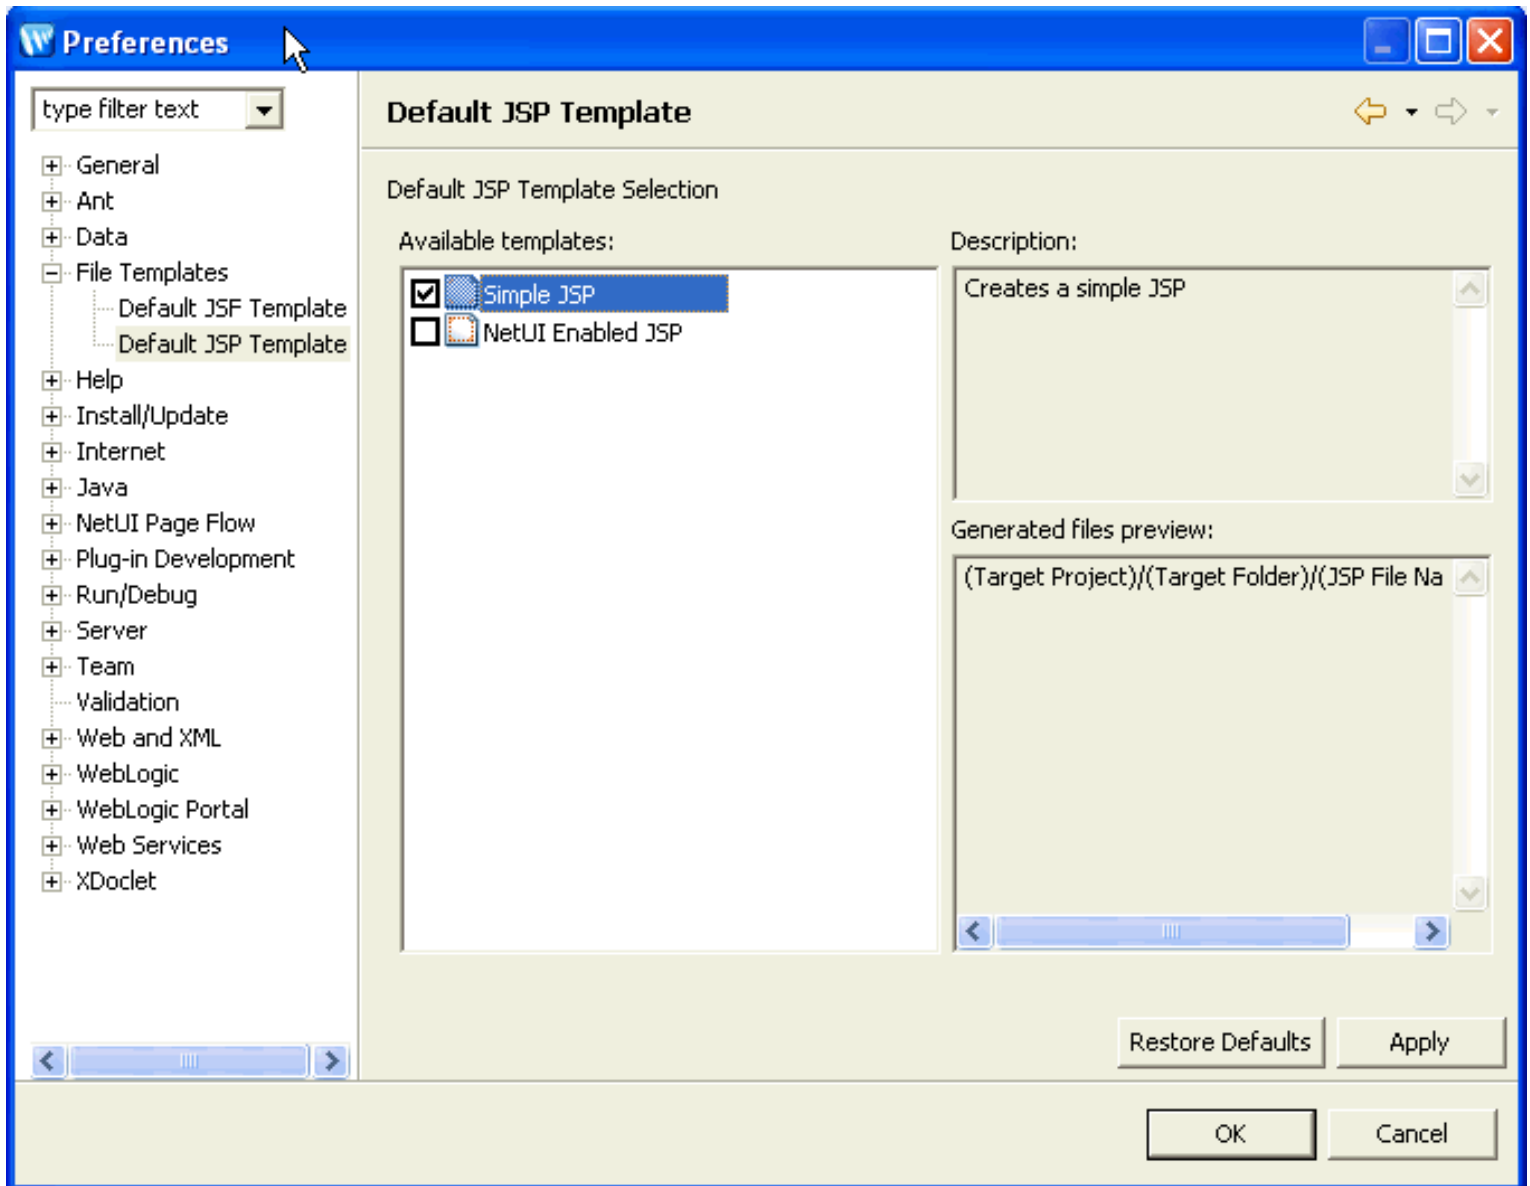 Preferences
type filter text
General
Ant
Data
File Templates
Default JSF Template
Default JSP Template
Help
Install/Update
Internet
Java
NetUI Page Flow
Plug-in Development
Run/Debug
Server
Team
Validation
Web and XML
WebLogic
WebLogic Portal
Web Services
XDoclet
Default JSP Template
Default JSP Template Selection
Available templates:
Simple JSP
NetUI Enabled JSP
Description:
Creates a simple JSP
Generated files preview:
(Target Project)/(Target Folder)/(JSP File Na
Restore Defaults
Apply
OK
Cancel